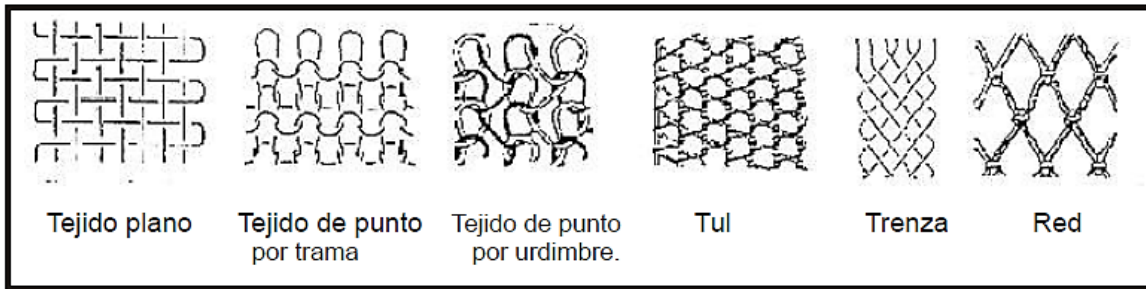 Tejido plano
Tejido de punto
por trama
Tejido de punto
por urdimbre.
Tul
Trenza
Red